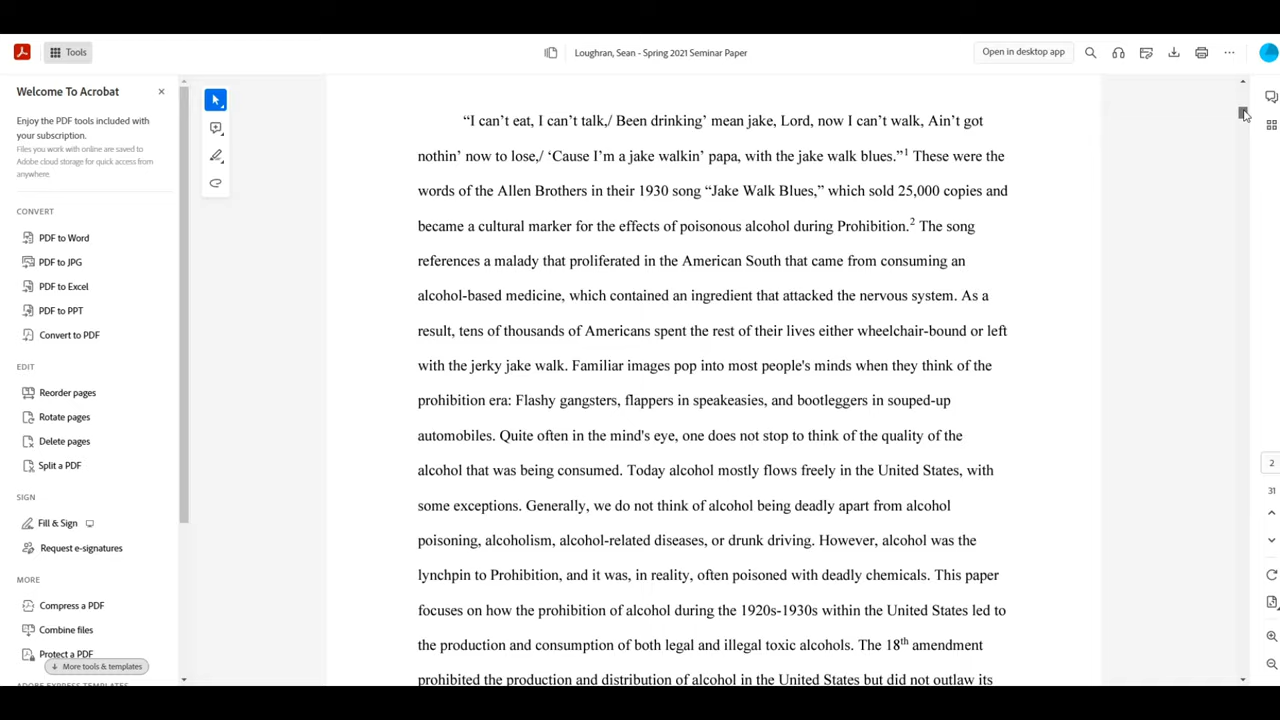 Tools
Loughran, Sean - Spring 2021 Seminar Paper
Open in desktop app
Welcome To Acrobat
Enjoy the PDF tools included with
your subscription.
Files you work with online are saved to
Adobe cloud storage for quick access from
anywhere.
CONVERT
PDF to Word
PDF to JPG
PDF to Excel
PDF to PPT
Convert to PDF
EDIT
Reorder pages
Rotate pages
Delete pages
Split a PDF
SIGN
Fill & Sign
Request e-signatures
MORE
Compress a PDF
Combine files
Protect a PDF
More tools & templates
ADOBE EXPRESS TEMPLATES
“I can’t eat, I can’t talk,/ Been drinking’ mean jake, Lord, now I can’t walk, Ain’t got
nothin’ now to lose,/ ‘Cause I’m a jake walkin’ papa, with the jake walk blues.”1 These were the
words of the Allen Brothers in their 1930 song “Jake Walk Blues,” which sold 25,000 copies and
became a cultural marker for the effects of poisonous alcohol during Prohibition.2 The song
references a malady that proliferated in the American South that came from consuming an
alcohol-based medicine, which contained an ingredient that attacked the nervous system. As a
result, tens of thousands of Americans spent the rest of their lives either wheelchair-bound or left
with the jerky jake walk. Familiar images pop into most people's minds when they think of the
prohibition era: Flashy gangsters, flappers in speakeasies, and bootleggers in souped-up
automobiles. Quite often in the mind's eye, one does not stop to think of the quality of the
alcohol that was being consumed. Today alcohol mostly flows freely in the United States, with
some exceptions. Generally, we do not think of alcohol being deadly apart from alcohol
poisoning, alcoholism, alcohol-related diseases, or drunk driving. However, alcohol was the
lynchpin to Prohibition, and it was, in reality, often poisoned with deadly chemicals. This paper
focuses on how the prohibition of alcohol during the 1920s-1930s within the United States led to
the production and consumption of both legal and illegal toxic alcohols. The 18th amendment
prohibited the production and distribution of alcohol in the United States but did not outlaw its
2
31